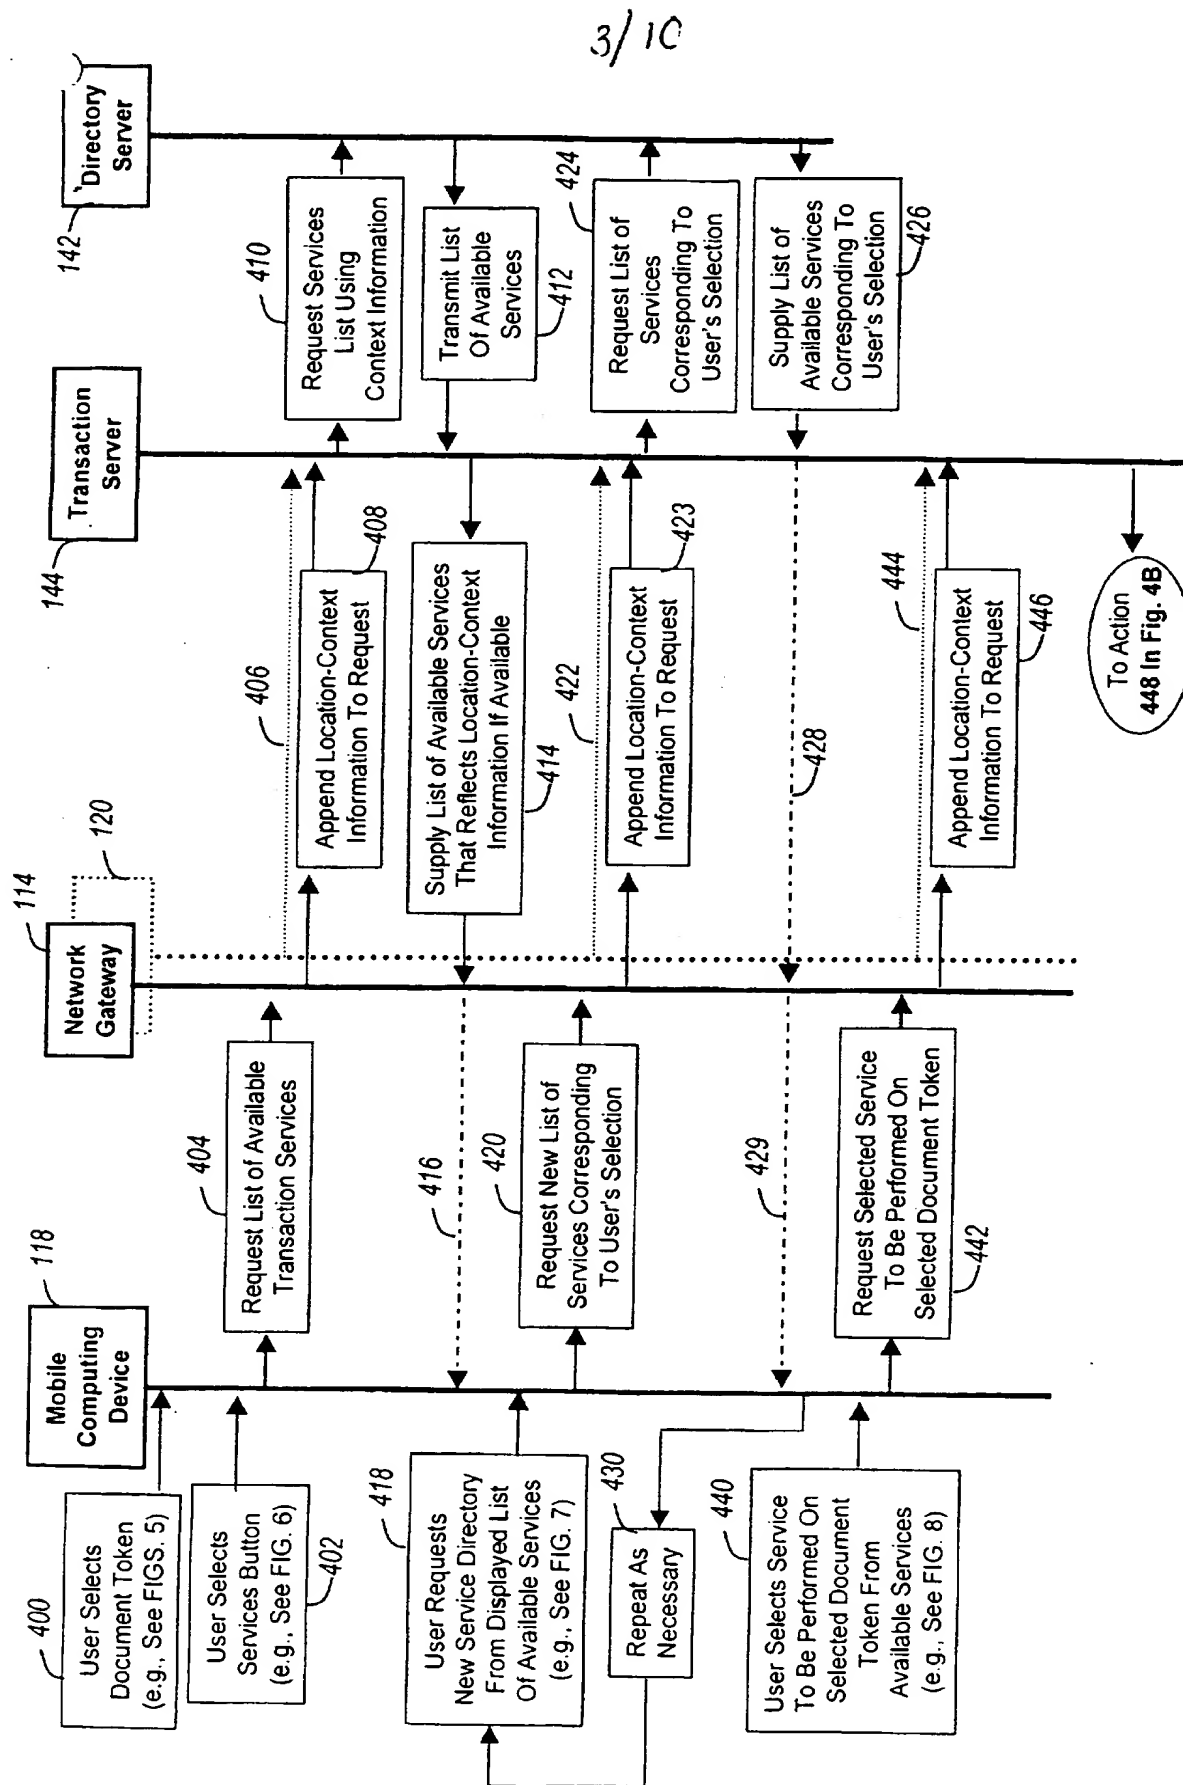 3/10
Mobile
Computing
Device
118
Network
Gateway
114
120
Transaction
Server
144
Directory
Server
142
User Selects
Document Token
(e.g., See FIGS. 5)
400
User Selects
Services Button
(e.g., See FIG. 6)
402
Request List of Available
Transaction Services
404
406
Append Location-Context
Information To Request
408
Request Services
List Using
Context Information
410
Transmit List
Of Available
Services
412
Supply List of Available Services
That Reflects Location-Context
Information If Available
414
416
User Requests
New Service Directory
From Displayed List
Of Available Services
(e.g., See FIG. 7)
418
Request New List of
Services Corresponding
To User's Selection
420
422
Append Location-Context
Information To Request
423
Request List of
Services
Corresponding To
User's Selection
424
Supply List of
Available Services
Corresponding To
User's Selection
426
428
429
Repeat As
Necessary
430
User Selects Service
To Be Performed On
Selected Document
Token From
Available Services
(e.g., See FIG. 8)
440
Request Selected Service
To Be Performed On
Selected Document Token
442
444
Append Location-Context
Information To Request
446
To Action
448 In Fig. 4B